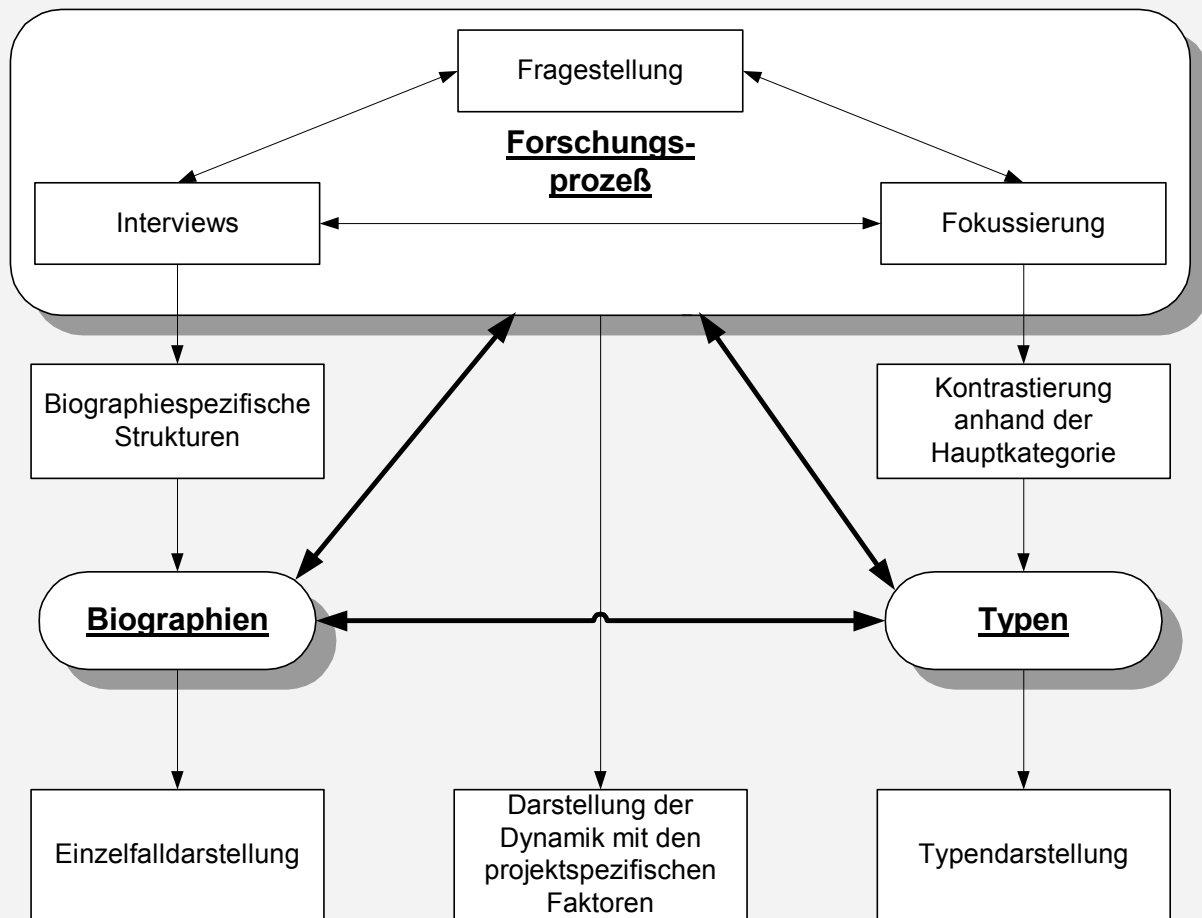 Fragestellung
Forschungs-
prozeß
Interviews
Fokussierung
Biographiespezifische
Strukturen
Kontrastierung
anhand der
Hauptkategorie
Biographien
Typen
Einzelfalldarstellung
Darstellung der
Dynamik mit den
projektspezifischen
Faktoren
Typendarstellung